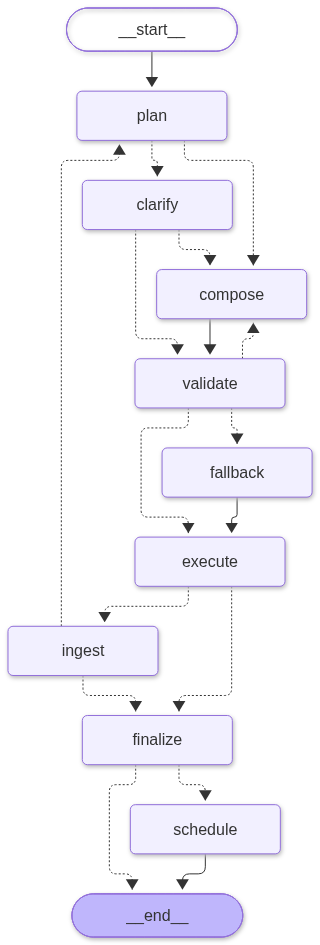 __start__
plan
clarify
compose
validate
fallback
execute
ingest
finalize
schedule
__end__